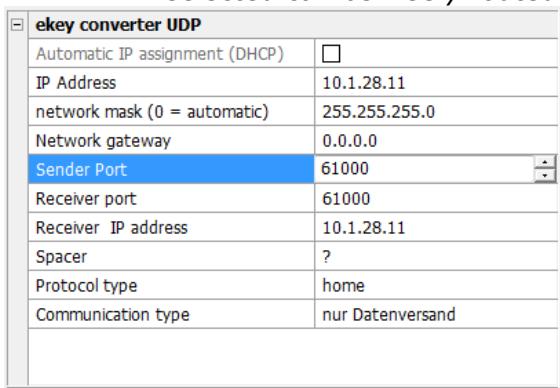 ekey converter UDP
Automatic IP assignment (DHCP)
IP Address 10.1.28.11
network mask (0 = automatic) 255.255.255.0
Network gateway 0.0.0.0
Sender Port 61000
Receiver port 61000
Receiver IP address 10.1.28.11
Spacer ?
Protocol type home
Communication type nur Datenversand